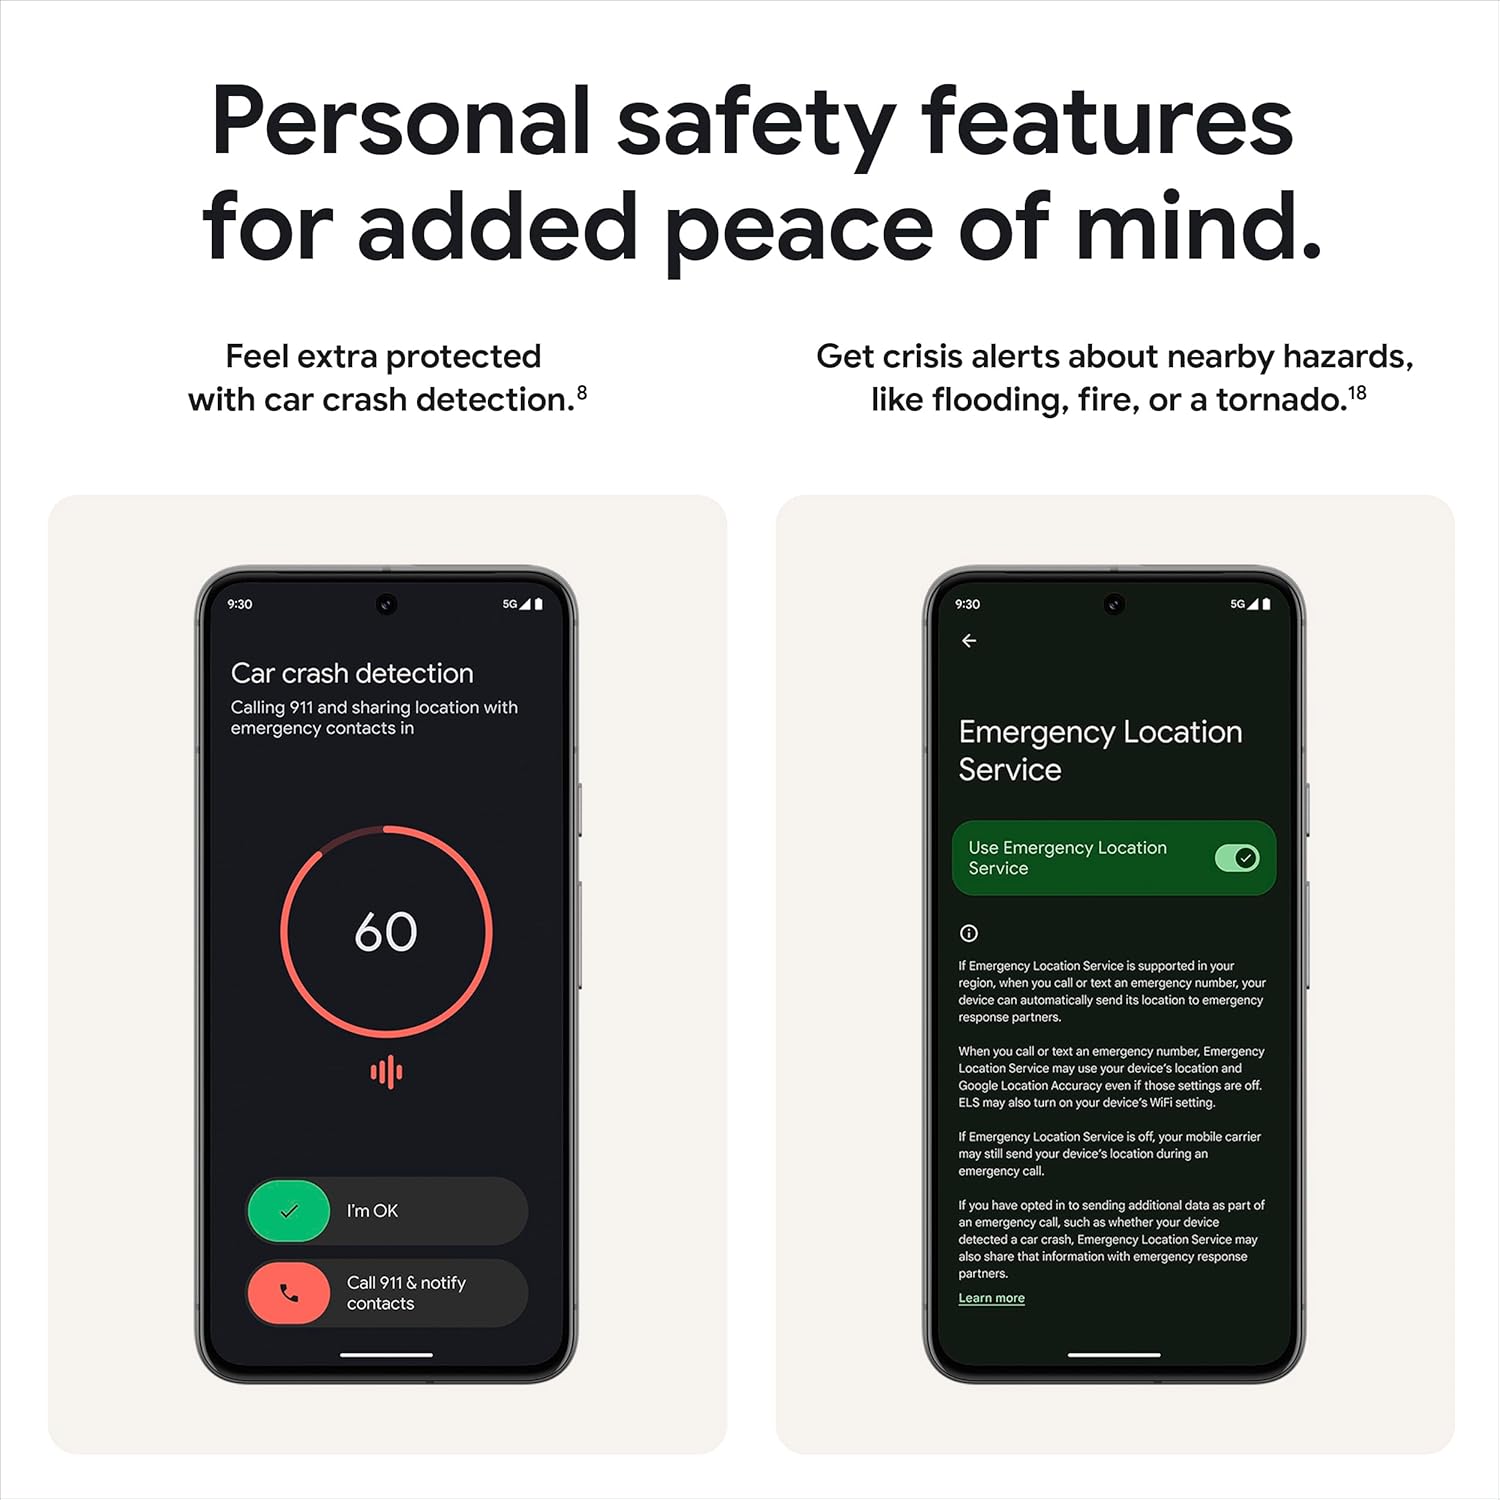 Personal safety features
for added peace of mind.
Feel extra protected
with car crash detection.⁸
Get crisis alerts about nearby hazards,
like flooding, fire, or a tornado.¹⁸
9:30
5G
Car crash detection
Calling 911 and sharing location with
emergency contacts in
60
I'm OK
Call 911 & notify
contacts
9:30
5G
Emergency Location
Service
Use Emergency Location
Service
If Emergency Location Service is supported in your
region, when you call or text an emergency number, your
device can automatically send its location to emergency
response partners.
When you call or text an emergency number, Emergency
Location Service may use your device's location and
Google Location Accuracy even if those settings are off.
ELS may also turn on your device's WiFi setting.
If Emergency Location Service is off, your mobile carrier
may still send your device's location during an
emergency call.
If you have opted in to sending additional data as part of
an emergency call, such as whether your device
detected a car crash, Emergency Location Service may
also share that information with emergency response
partners.
Learn more